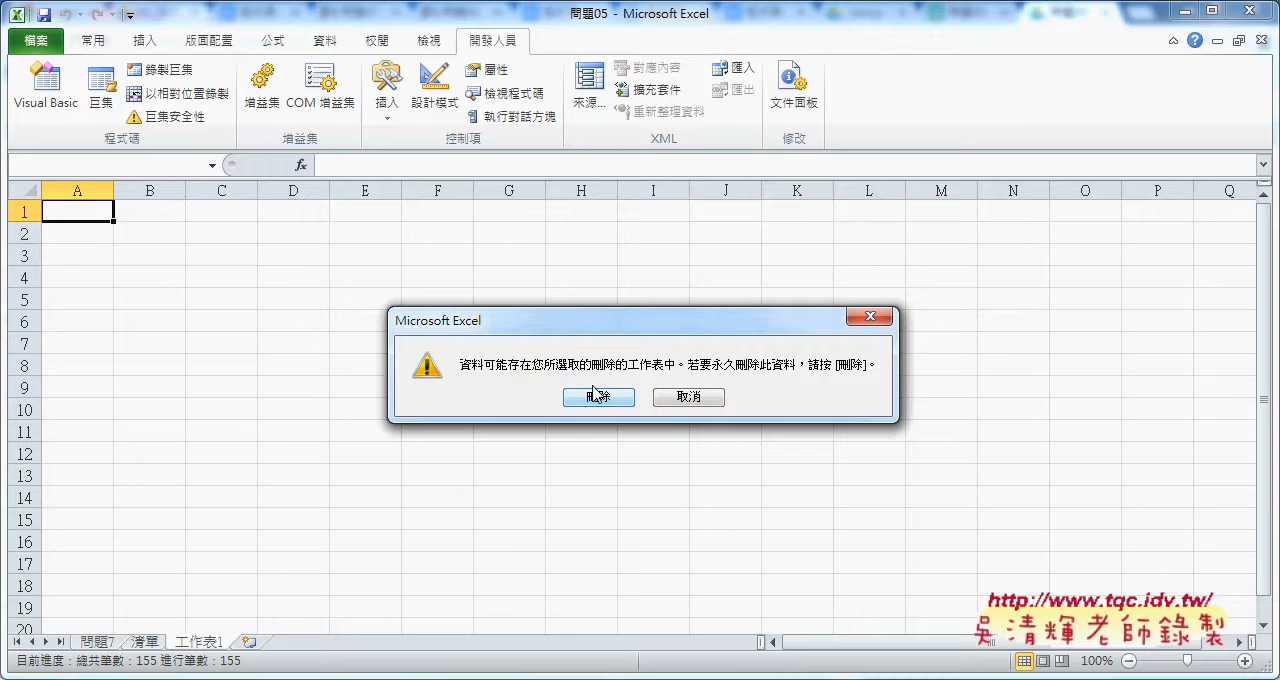 問題05 - Microsoft Excel
檔案 常用 插入 版面配置 公式 資料 校閱 檢視 開發人員
Visual Basic 巨集 錄製巨集 以相對位置錄製 巨集安全性 程式碼
增益集 COM 增益集 增益集
插入 設計模式 屬性 檢視程式碼 執行對話方塊 控制項
來源... 對應內容 擴充套件 重新整理資料 匯入 匯出 XML
文件面板 修改
fx
A B C D E F G H I J K L M N O P Q
1
2
3
4
5
6
7
8
9
10
11
12
13
14
15
16
17
18
19
20
Microsoft Excel
資料可能存在您所選取的刪除的工作表中。若要永久刪除此資料，請按 [刪除]。
刪除 取消
http://www.tqc.idv.tw/
吳清輝老師錄製
問題7 清單 工作表1
目前進度：總共筆數：155 進行筆數：155
100%